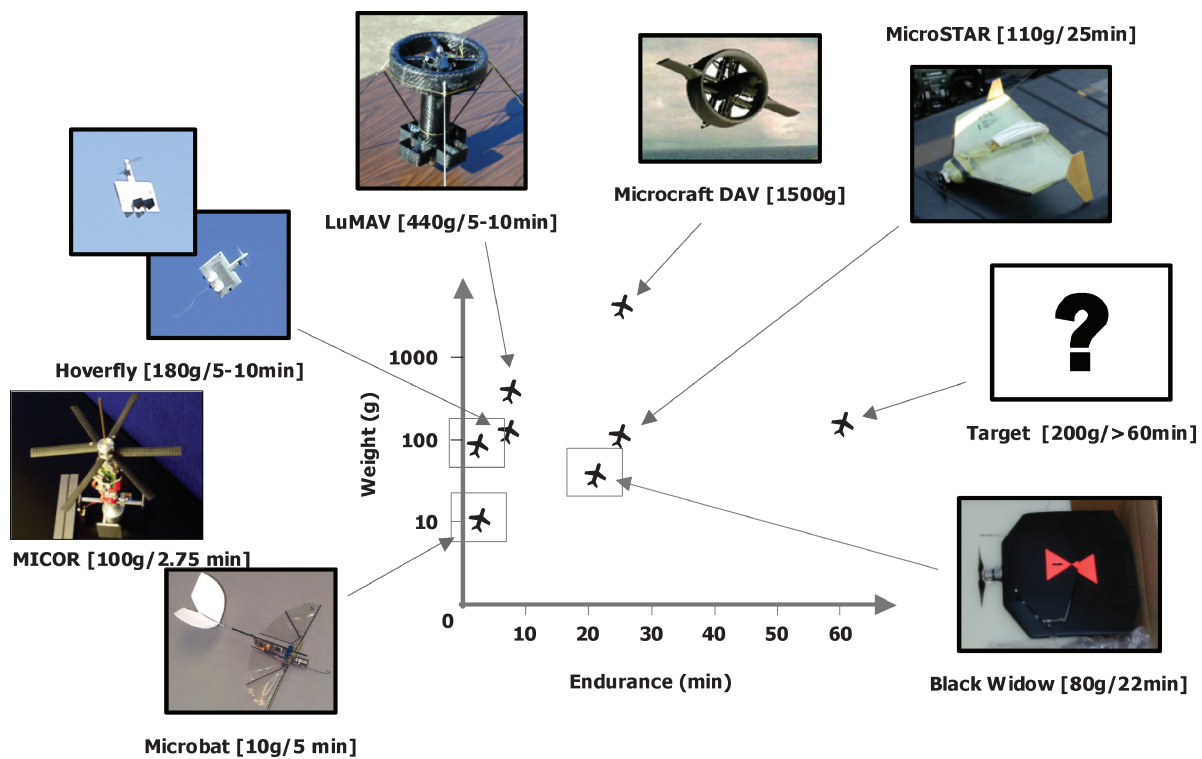 MicroSTAR [110g/25min]
Microcraft DAV [1500g]
LuMAV [440g/5-10min]
Hoverfly [180g/5-10min]
?
Target [200g/>60min]
MICOR [100g/2.75 min]
Microbat [10g/5 min]
Black Widow [80g/22min]
Weight (g)
1000
100
10
0
10 20 30 40 50 60
Endurance (min)